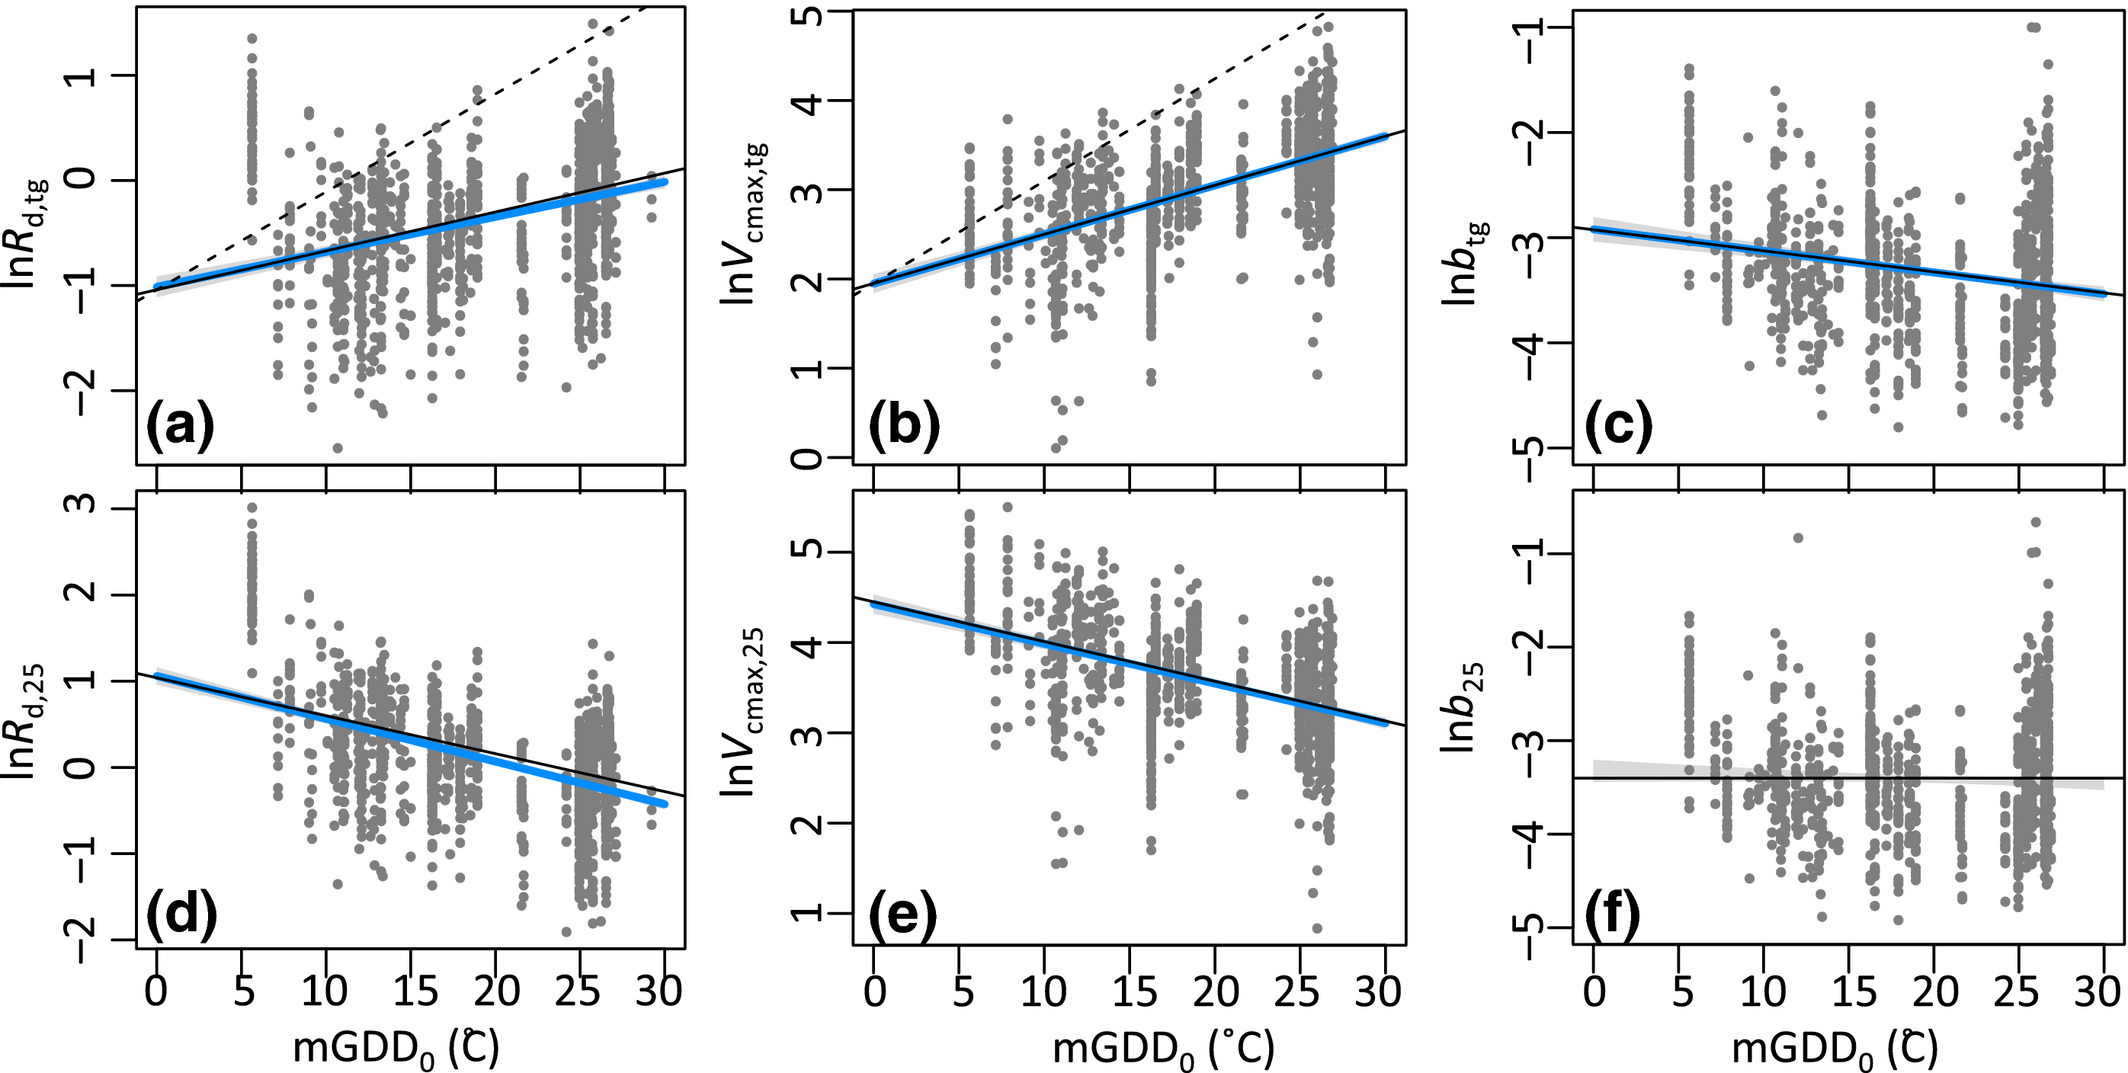 lnRd,tg
1
0
−1
−2
(a)
lnVcmax,tg
5
4
3
2
1
0
(b)
lnbtg
−1
−2
−3
−4
−5
(c)
lnRd,25
3
2
1
0
−1
−2
(d)
0 5 10 15 20 25 30
mGDD0 (°C)
lnVcmax,25
5
4
3
2
1
(e)
0 5 10 15 20 25 30
mGDD0 (°C)
lnb25
−1
−2
−3
−4
−5
(f)
0 5 10 15 20 25 30
mGDD0 (°C)